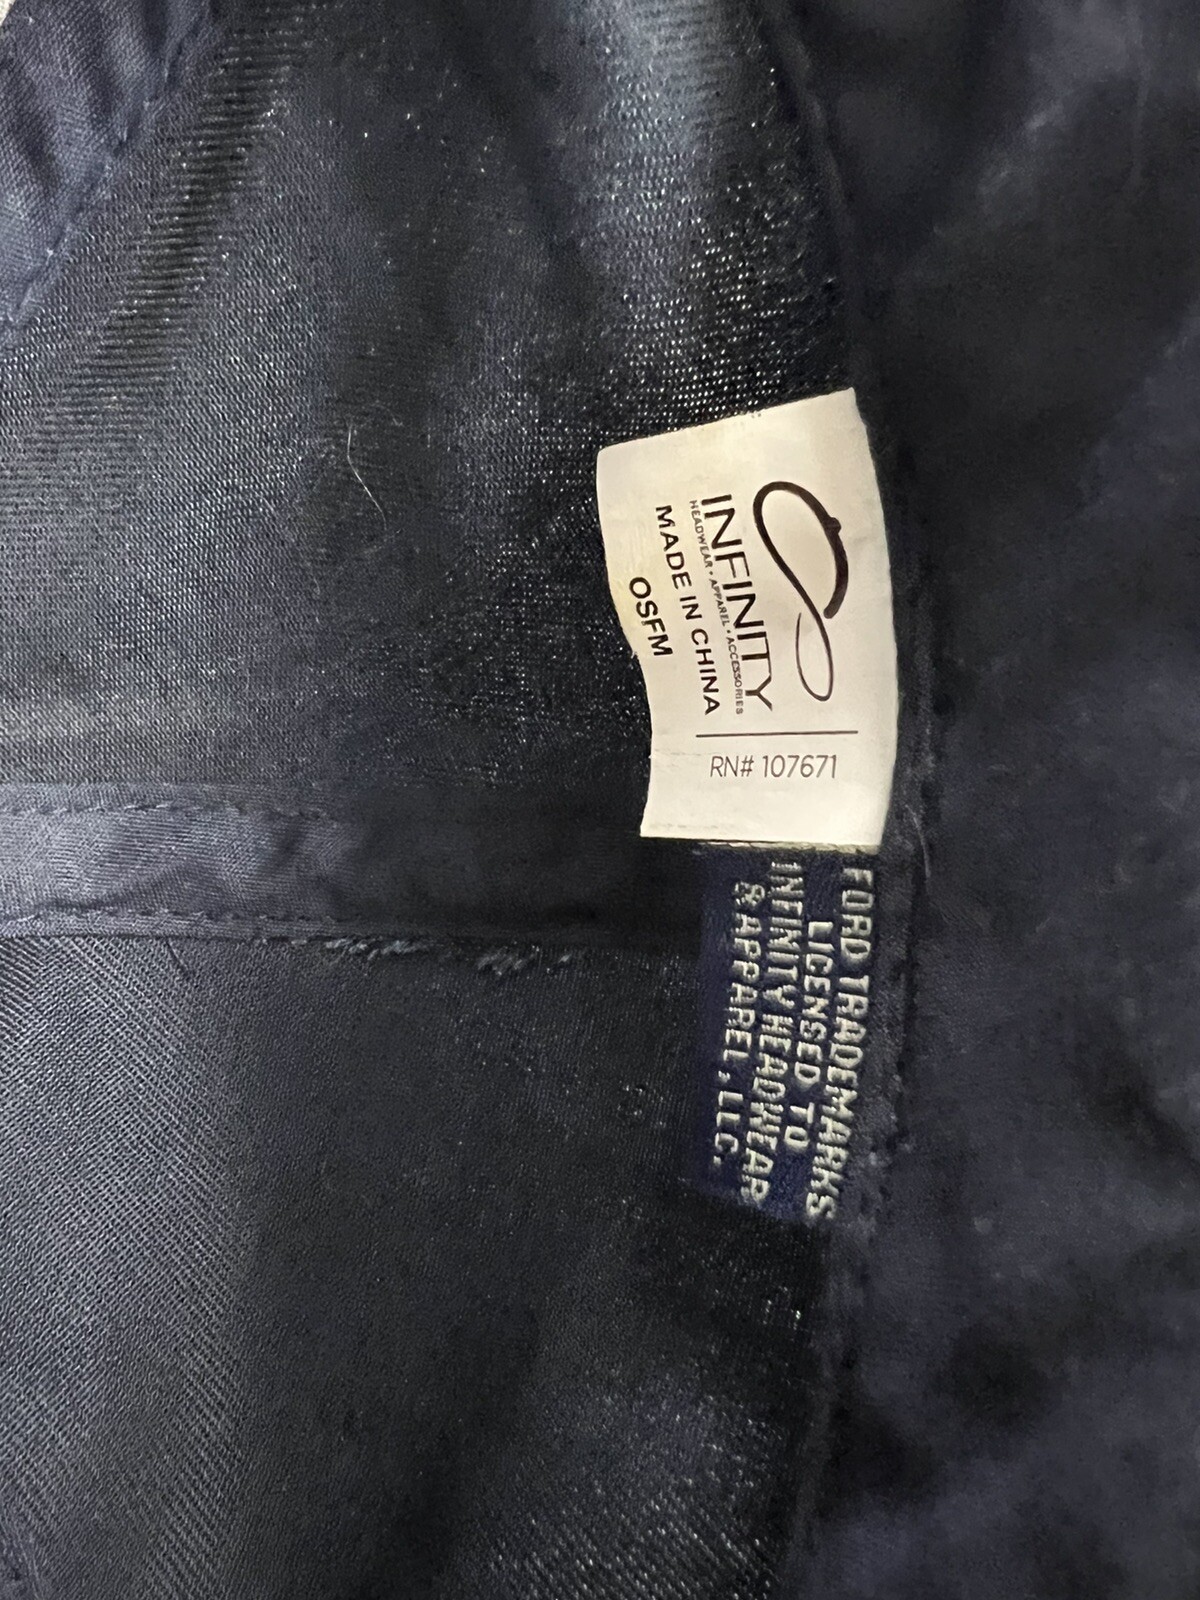 INFINITY
HEADWEAR • APPAREL • ACCESSORIES
MADE IN CHINA
OSFM
RN# 107671
FORD TRADEMARKS
LICENSED TO
INFINITY HEADWEAR
& APPAREL, LLC.